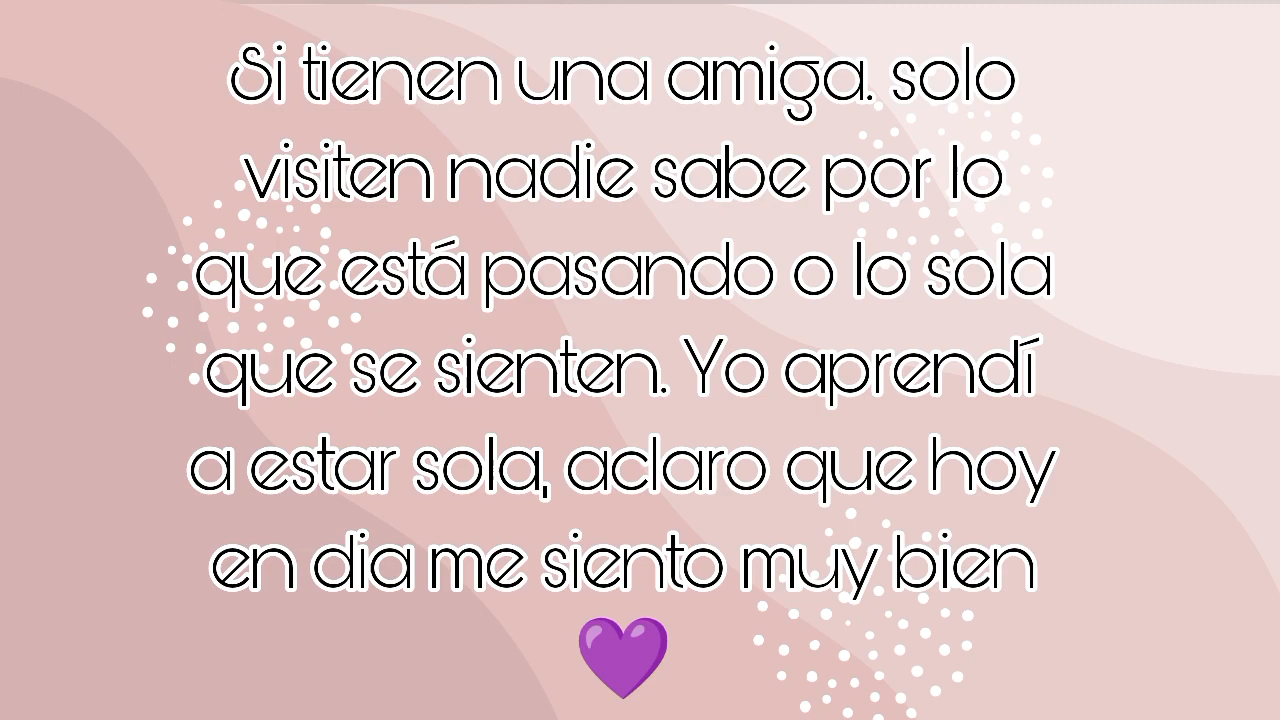 Si tienen una amiga. solo
visiten nadie sabe por lo
que está pasando o lo sola
que se sienten. Yo aprendí
a estar sola, aclaro que hoy
en dia me siento muy bien
💜